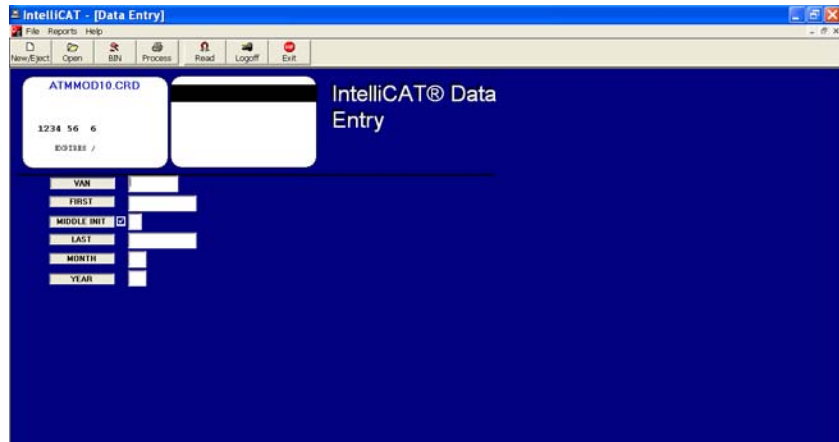 IntelliCAT - [Data Entry]
File Reports Help
New/Eject Open BIN Process Read Logoff Exit
ATMMOD10.CRD
1234 56 6
EXPIRES /
IntelliCAT® Data
Entry
VAN
FIRST
MIDDLE INIT
LAST
MONTH
YEAR